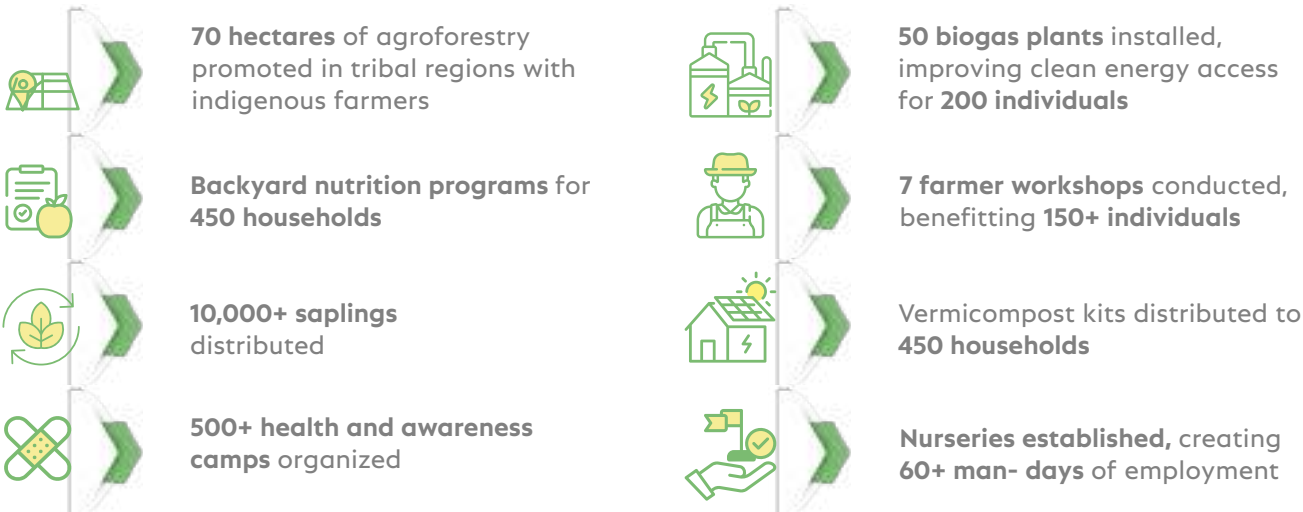 70 hectares of agroforestry
promoted in tribal regions with
indigenous farmers
Backyard nutrition programs for
450 households
10,000+ saplings
distributed
500+ health and awareness
camps organized
50 biogas plants installed,
improving clean energy access
for 200 individuals
7 farmer workshops conducted,
benefitting 150+ individuals
Vermicompost kits distributed to
450 households
Nurseries established, creating
60+ man- days of employment